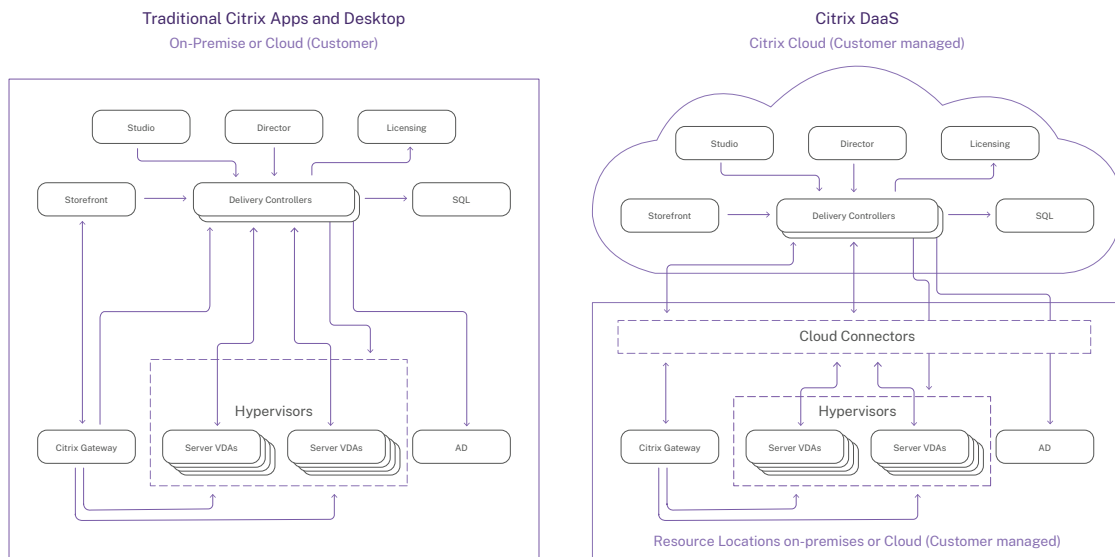 Traditional Citrix Apps and Desktop
On-Premise or Cloud (Customer)
Studio
Director
Licensing
Storefront
Delivery Controllers
SQL
Hypervisors
Citrix Gateway
Server VDAs
Server VDAs
AD
Citrix DaaS
Citrix Cloud (Customer managed)
Studio
Director
Licensing
Storefront
Delivery Controllers
SQL
Cloud Connectors
Hypervisors
Citrix Gateway
Server VDAs
Server VDAs
AD
Resource Locations on-premises or Cloud (Customer managed)